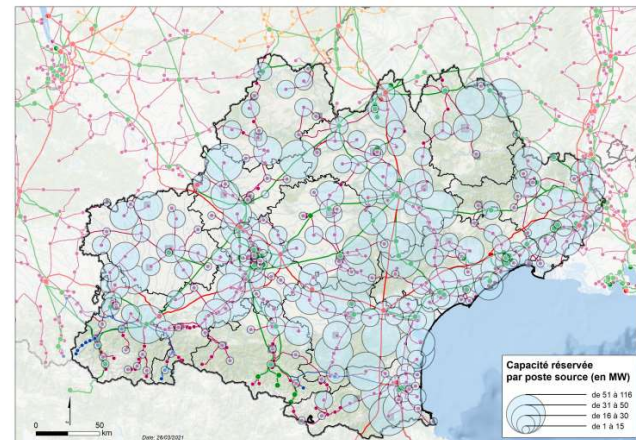 Capacité réservée
par poste source (en MW)
de 51 à 116
de 31 à 50
de 16 à 30
de 1 à 15
0 50
km
Date: 26/03/2021